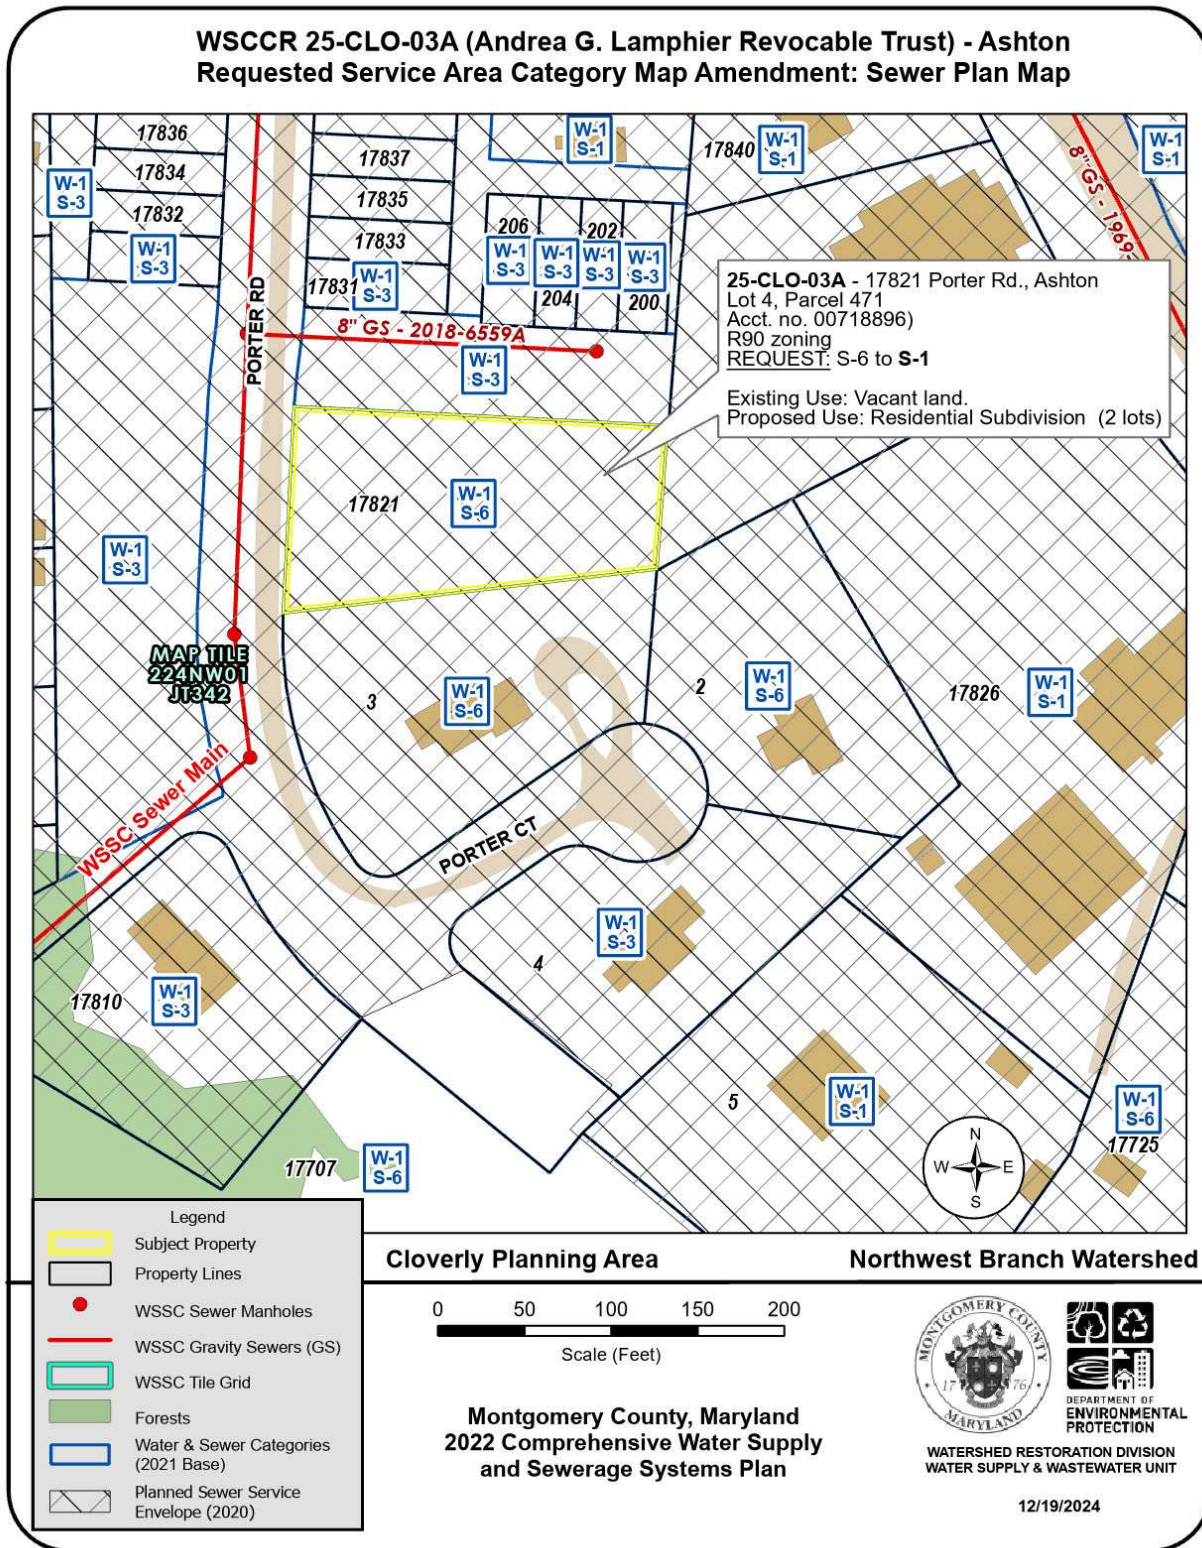 WSCCR 25-CLO-03A (Andrea G. Lamphier Revocable Trust) - Ashton
Requested Service Area Category Map Amendment: Sewer Plan Map
17836
17834
17832
W-1
S-3
W-1
S-3
17837
17835
17833
17831
W-1
S-3
W-1
S-1
206
202
204
200
W-1
S-3
W-1
S-3
W-1
S-3
W-1
S-3
17840
W-1
S-1
W-1
S-1
8" GS - 1969
PORTER RD
8" GS - 2018-6559A
W-1
S-3
25-CLO-03A - 17821 Porter Rd., Ashton
Lot 4, Parcel 471
Acct. no. 00718896)
R90 zoning
REQUEST: S-6 to S-1
Existing Use: Vacant land.
Proposed Use: Residential Subdivision (2 lots)
17821
W-1
S-6
W-1
S-3
MAP TILE
224NW01
JT342
3
W-1
S-6
2
W-1
S-6
17826
W-1
S-1
WSSC Sewer Main
PORTER CT
17810
W-1
S-3
4
W-1
S-3
5
W-1
S-1
W-1
S-6
17725
17707
W-1
S-6
N
W
E
S
Legend
Subject Property
Property Lines
WSSC Sewer Manholes
WSSC Gravity Sewers (GS)
WSSC Tile Grid
Forests
Water & Sewer Categories
(2021 Base)
Planned Sewer Service
Envelope (2020)
Cloverly Planning Area
Northwest Branch Watershed
0 50 100 150 200
Scale (Feet)
Montgomery County, Maryland
2022 Comprehensive Water Supply
and Sewerage Systems Plan
MONTGOMERY COUNTY
17 76
MARYLAND
DEPARTMENT OF
ENVIRONMENTAL
PROTECTION
WATERSHED RESTORATION DIVISION
WATER SUPPLY & WASTEWATER UNIT
12/19/2024